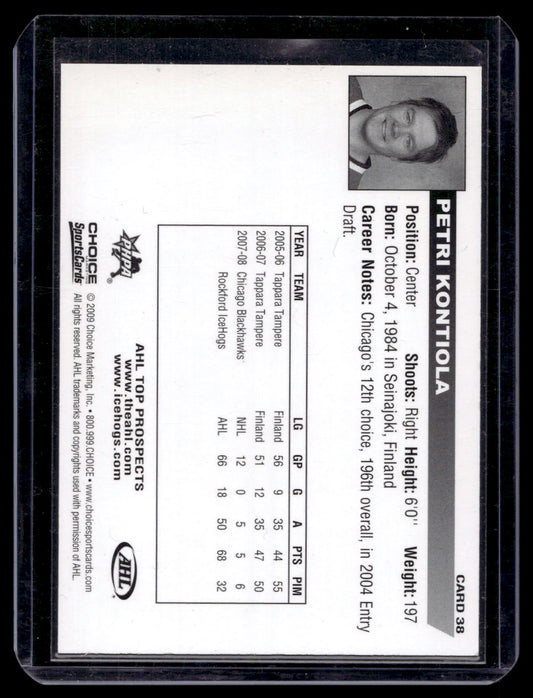 CARD 38
PETRI KONTIOLA
Position: Center Shoots: Right Height: 6'0" Weight: 197
Born: October 4, 1984 in Seinajoki, Finland
Career Notes: Chicago's 12th choice, 196th overall, in 2004 Entry
Draft.
YEAR TEAM LG GP G A PTS PIM
2005-06 Tappara Tampere Finland 56 9 35 44 55
2006-07 Tappara Tampere Finland 51 12 35 47 50
2007-08 Chicago Blackhawks NHL 12 0 5 5 6
Rockford IceHogs AHL 66 18 50 68 32
PHPA ®
AHL TOP PROSPECTS
www.theahl.com
www.icehogs.com
AHL
CHOICE
SportsCards
© 2009 Choice Marketing, Inc. • 800.999.CHOICE • www.choicesportscards.com
All rights reserved. AHL trademarks and copyrights used with permission of AHL.